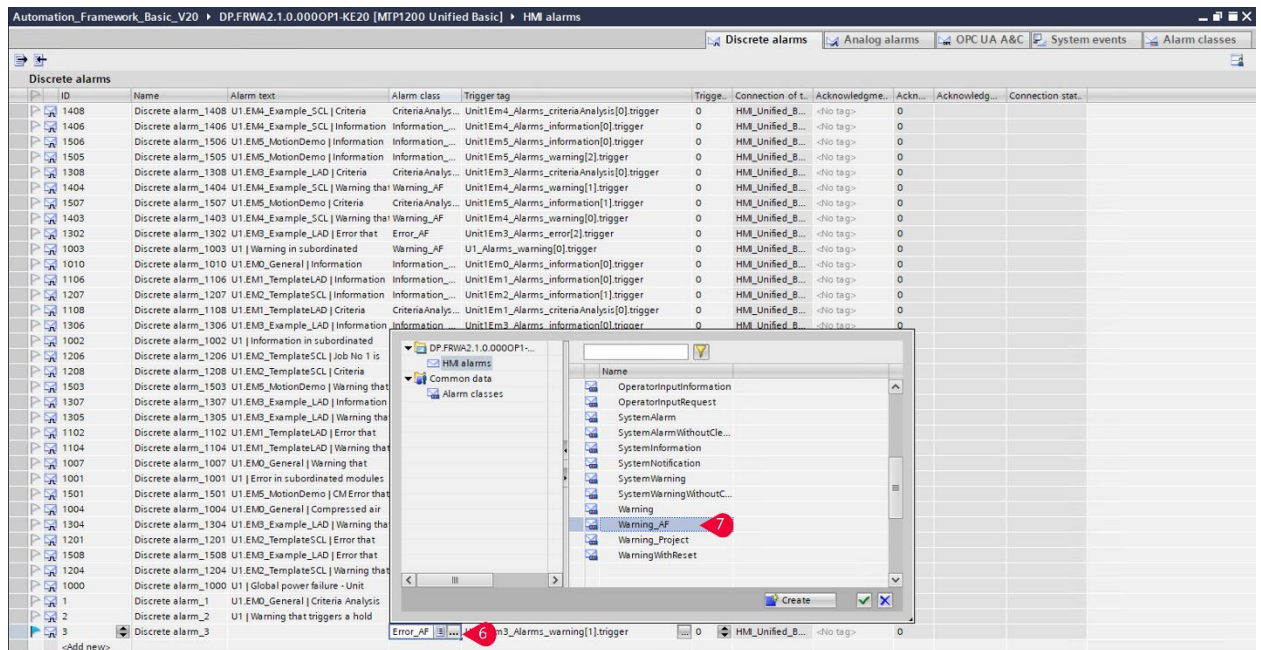 Automation_Framework_Basic_V20 ▸ DP.FRWA2.1.0.000OP1-KE20 [MTP1200 Unified Basic] ▸ HMI alarms
Discrete alarms Analog alarms OPC UA A&C System events Alarm classes
Discrete alarms
ID Name Alarm text Alarm class Trigger tag Trigge.. Connection of t.. Acknowledgme.. Ackn... Acknowledg... Connection stat..
1408 Discrete alarm_1408 U1.EM4_Example_SCL | Criteria CriteriaAnalys... Unit1Em4_Alarms_criteriaAnalysis[0].trigger 0 HMI_Unified_B... <No tag> 0
1406 Discrete alarm_1406 U1.EM4_Example_SCL | Information Information_... Unit1Em4_Alarms_information[0].trigger 0 HMI_Unified_B... <No tag> 0
1506 Discrete alarm_1506 U1.EM5_MotionDemo | Information Information_... Unit1Em5_Alarms_information[0].trigger 0 HMI_Unified_B... <No tag> 0
1505 Discrete alarm_1505 U1.EM5_MotionDemo | Information Information_... Unit1Em5_Alarms_warning[2].trigger 0 HMI_Unified_B... <No tag> 0
1308 Discrete alarm_1308 U1.EM3_Example_LAD | Criteria CriteriaAnalys... Unit1Em3_Alarms_criteriaAnalysis[0].trigger 0 HMI_Unified_B... <No tag> 0
1404 Discrete alarm_1404 U1.EM4_Example_SCL | Warning that Warning_AF Unit1Em4_Alarms_warning[1].trigger 0 HMI_Unified_B... <No tag> 0
1507 Discrete alarm_1507 U1.EM5_MotionDemo | Criteria CriteriaAnalys... Unit1Em5_Alarms_information[1].trigger 0 HMI_Unified_B... <No tag> 0
1403 Discrete alarm_1403 U1.EM4_Example_SCL | Warning that Warning_AF Unit1Em4_Alarms_warning[0].trigger 0 HMI_Unified_B... <No tag> 0
1302 Discrete alarm_1302 U1.EM3_Example_LAD | Error that Error_AF Unit1Em3_Alarms_error[2].trigger 0 HMI_Unified_B... <No tag> 0
1003 Discrete alarm_1003 U1 | Warning in subordinated Warning_AF U1_Alarms_warning[0].trigger 0 HMI_Unified_B... <No tag> 0
1010 Discrete alarm_1010 U1.EM0_General | Information Information_... Unit1Em0_Alarms_information[0].trigger 0 HMI_Unified_B... <No tag> 0
1106 Discrete alarm_1106 U1.EM1_TemplateLAD | Information Information_... Unit1Em1_Alarms_information[0].trigger 0 HMI_Unified_B... <No tag> 0
1207 Discrete alarm_1207 U1.EM2_TemplateSCL | Information Information_... Unit1Em2_Alarms_information[1].trigger 0 HMI_Unified_B... <No tag> 0
1108 Discrete alarm_1108 U1.EM1_TemplateLAD | Criteria CriteriaAnalys... Unit1Em1_Alarms_criteriaAnalysis[0].trigger 0 HMI_Unified_B... <No tag> 0
1306 Discrete alarm_1306 U1.EM3_Example_LAD | Information Information_... Unit1Em3_Alarms_information[0].trigger 0 HMI_Unified_B... <No tag> 0
1002 Discrete alarm_1002 U1 | Information in subordinated
1206 Discrete alarm_1206 U1.EM2_TemplateSCL | Job No 1 is
1208 Discrete alarm_1208 U1.EM2_TemplateSCL | Criteria
1503 Discrete alarm_1503 U1.EM5_MotionDemo | Warning that
1307 Discrete alarm_1307 U1.EM3_Example_LAD | Information
1305 Discrete alarm_1305 U1.EM3_Example_LAD | Warning tha
1102 Discrete alarm_1102 U1.EM1_TemplateLAD | Error that
1104 Discrete alarm_1104 U1.EM1_TemplateLAD | Warning that
1007 Discrete alarm_1007 U1.EM0_General | Warning that
1001 Discrete alarm_1001 U1 | Error in subordinated modules
1501 Discrete alarm_1501 U1.EM5_MotionDemo | CM Error that
1004 Discrete alarm_1004 U1.EM0_General | Compressed air
1304 Discrete alarm_1304 U1.EM3_Example_LAD | Warning tha
1201 Discrete alarm_1201 U1.EM2_TemplateSCL | Error that
1508 Discrete alarm_1508 U1.EM3_Example_LAD | Error that
1204 Discrete alarm_1204 U1.EM2_TemplateSCL | Warning that
1000 Discrete alarm_1000 U1 | Global power failure - Unit
1 Discrete alarm_1 U1.EM0_General | Criteria Analysis
2 Discrete alarm_2 U1 | Warning that triggers a hold
3 Discrete alarm_3 Error_AF ... 6 m3_Alarms_warning[1].trigger ... 0 HMI_Unified_B... <No tag> 0
<Add new>
DP.FRWA2.1.0.000OP1-...
HMI alarms
Common data
Alarm classes
Name
OperatorInputInformation
OperatorInputRequest
SystemAlarm
SystemAlarmWithoutCle...
SystemInformation
SystemNotification
SystemWarning
SystemWarningWithoutC...
Warning
Warning_AF 7
Warning_Project
WarningWithReset
Create